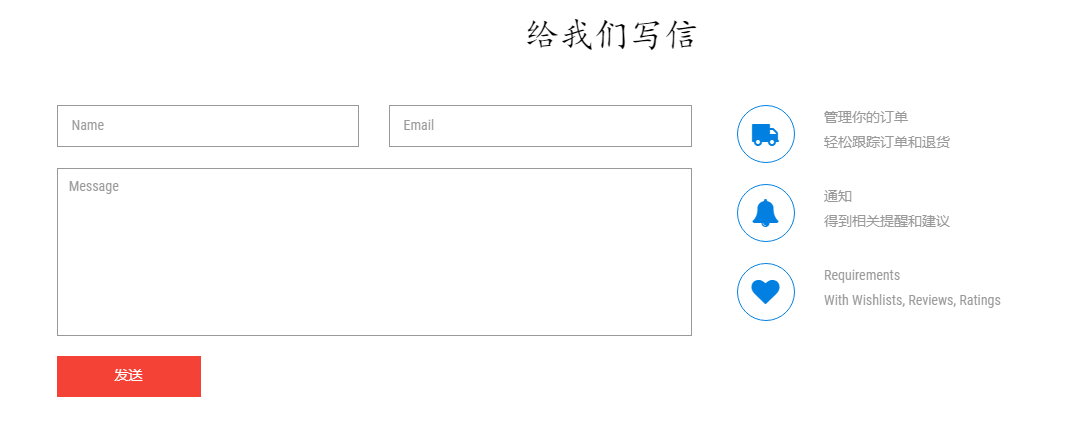 给我们写信
Name
Email
Message
发送
管理你的订单
轻松跟踪订单和退货
通知
得到相关提醒和建议
Requirements
With Wishlists, Reviews, Ratings